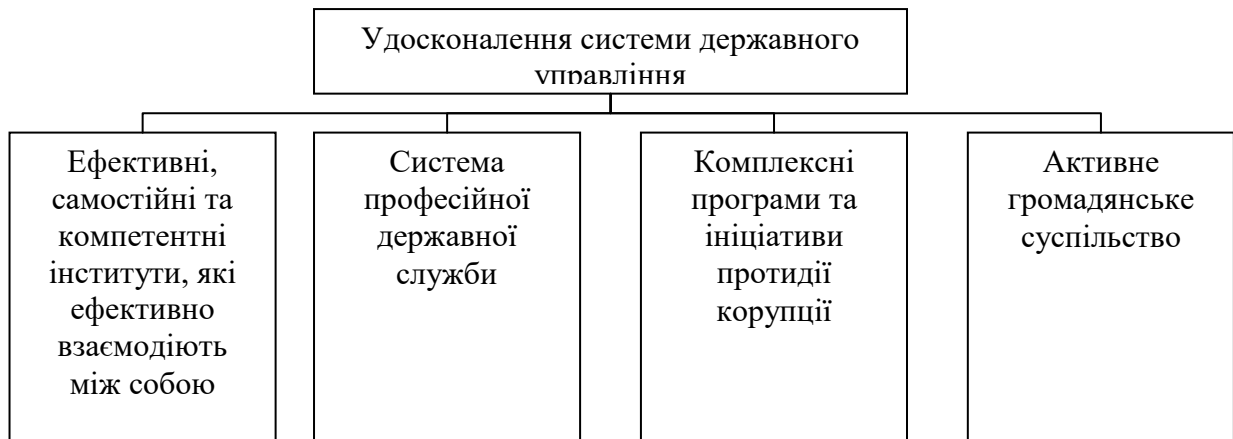 Удосконалення системи державного
управління
Ефективні,
самостійні та
компетентні
інститути, які
ефективно
взаємодіють
між собою
Система
професійної
державної
служби
Комплексні
програми та
ініціативи
протидії
корупції
Активне
громадянське
суспільство